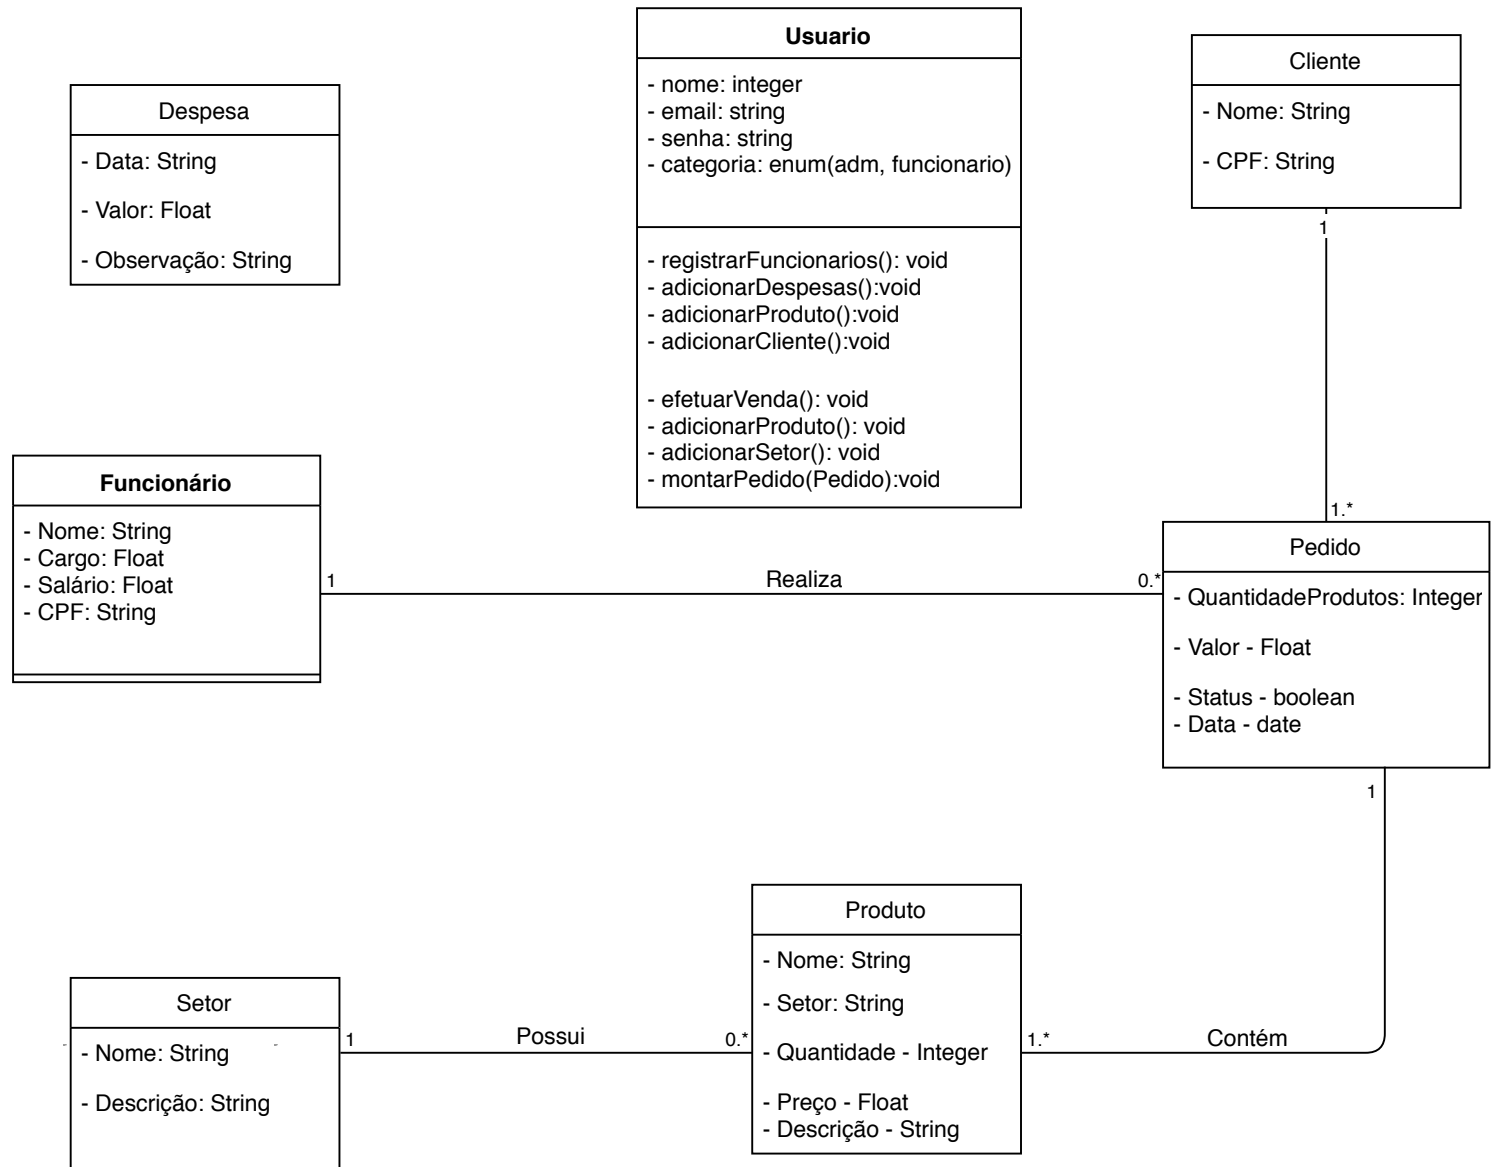 Usuario
- nome: integer
- email: string
- senha: string
- categoria: enum(adm, funcionario)
- registrarFuncionarios(): void
- adicionarDespesas():void
- adicionarProduto():void
- adicionarCliente():void
- efetuarVenda(): void
- adicionarProduto(): void
- adicionarSetor(): void
- montarPedido(Pedido):void
Cliente
- Nome: String
- CPF: String
1
1.*
Despesa
- Data: String
- Valor: Float
- Observação: String
Funcionário
- Nome: String
- Cargo: Float
- Salário: Float
- CPF: String
1
Realiza
0.*
Pedido
- QuantidadeProdutos: Integer
- Valor - Float
- Status - boolean
- Data - date
1
Produto
- Nome: String
- Setor: String
- Quantidade - Integer
- Preço - Float
- Descrição - String
1.*
Contém
Setor
- Nome: String
- Descrição: String
1
Possui
0.*